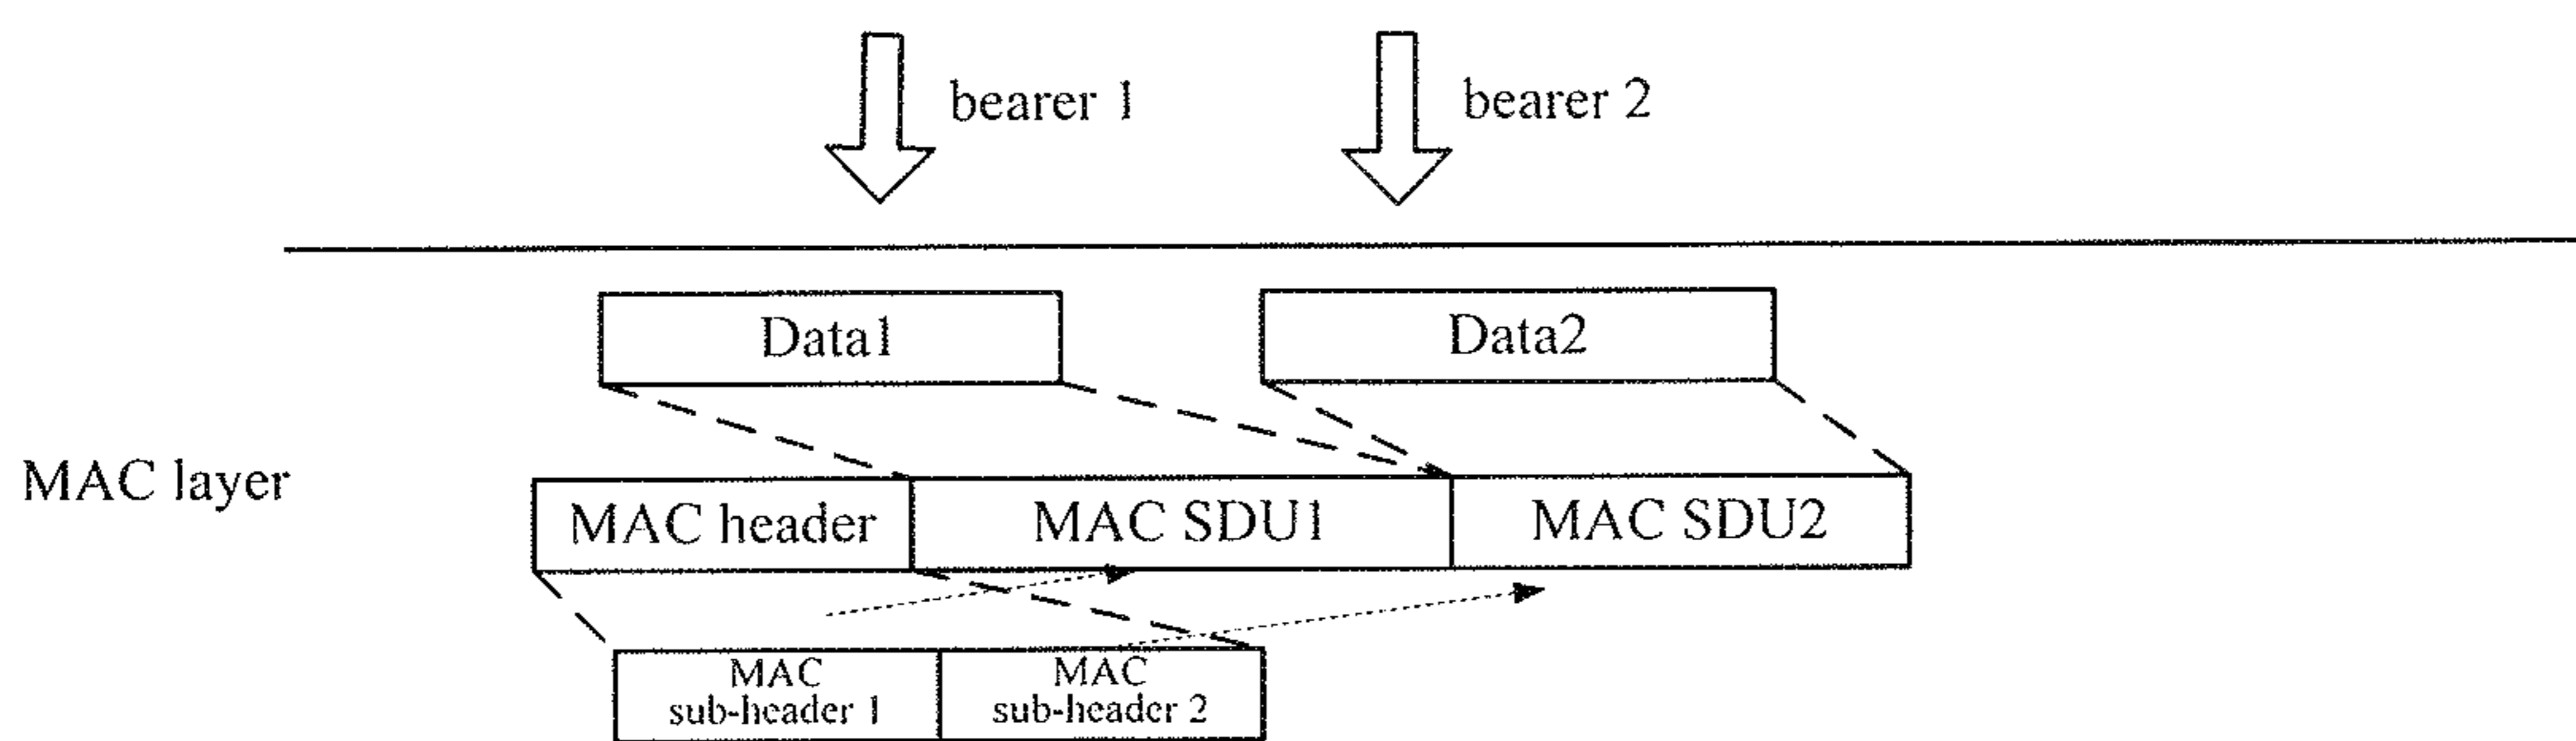 bearer 1
bearer 2
Data1
Data2
MAC layer
MAC header
MAC SDU1
MAC SDU2
MAC
sub-header 1
MAC
sub-header 2